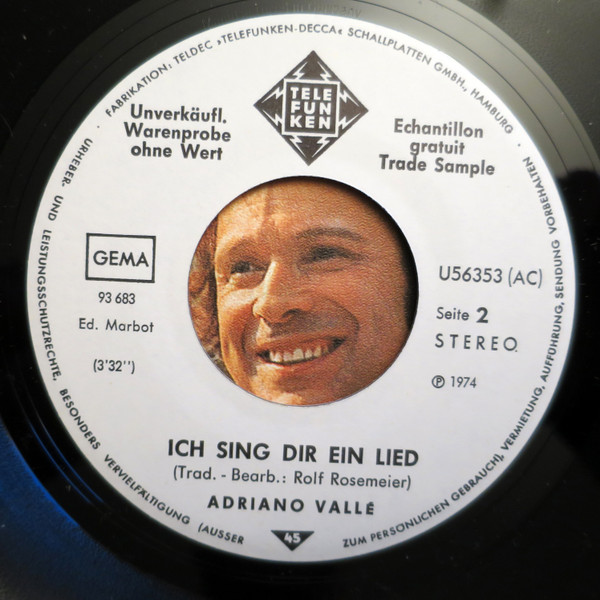 · FABRIKATION: TELDEC »TELEFUNKEN-DECCA« SCHALLPLATTEN GMBH., HAMBURG ·
URHEBER- UND LEISTUNGSSCHUTZRECHTE, BESONDERS VERVIELFÄLTIGUNG (AUSSER
ZUM PERSÖNLICHEN GEBRAUCH), VERMIETUNG, AUFFÜHRUNG, SENDUNG VORBEHALTEN
TELE
FUN
KEN
Unverkäufl.
Warenprobe
ohne Wert
Echantillon
gratuit
Trade Sample
GEMA
93 683
Ed. Marbot
(3'32'')
U56353 (AC)
Seite 2
STEREO
℗ 1974
ICH SING DIR EIN LIED
(Trad. - Bearb.: Rolf Rosemeier)
ADRIANO VALLÉ
45